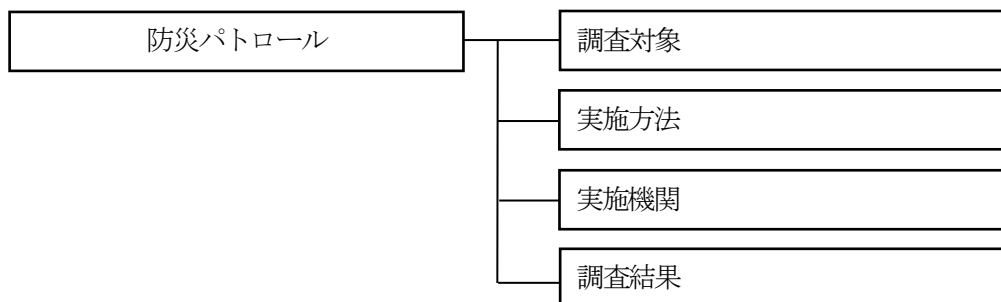 防災パトロール
調査対象
実施方法
実施機関
調査結果